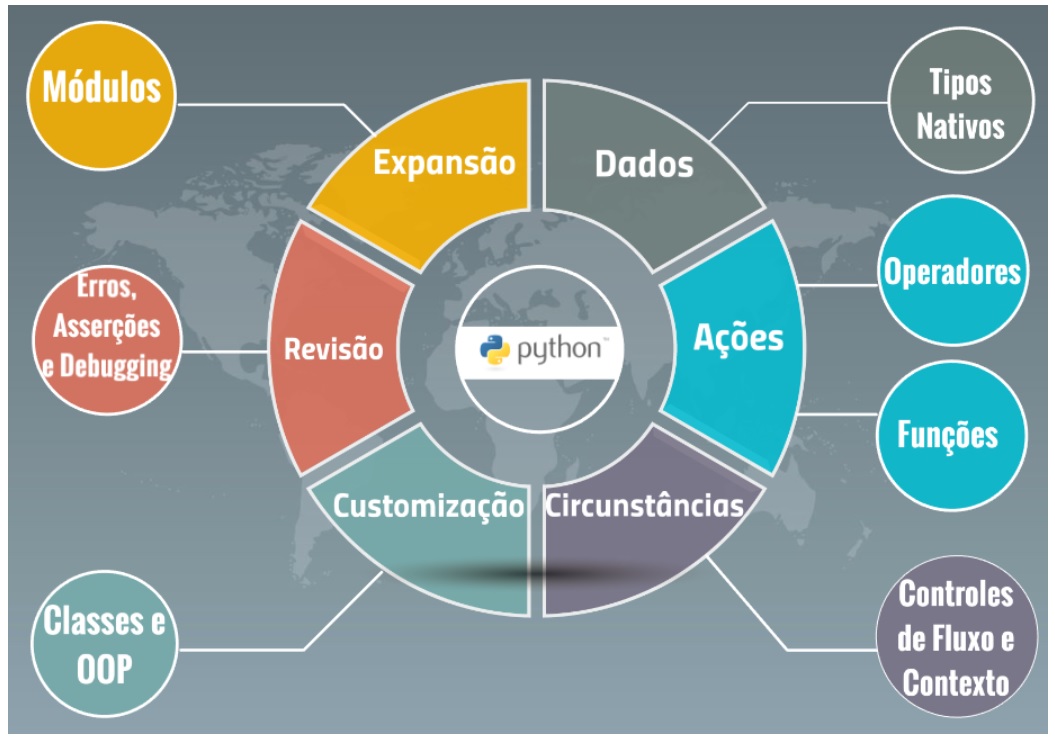 Módulos
Expansão
Dados
Tipos
Nativos
Operadores
Erros,
Asserções
e Debugging
Revisão
python™
Ações
Funções
Customização
Circunstâncias
Classes e
OOP
Controles
de Fluxo e
Contexto